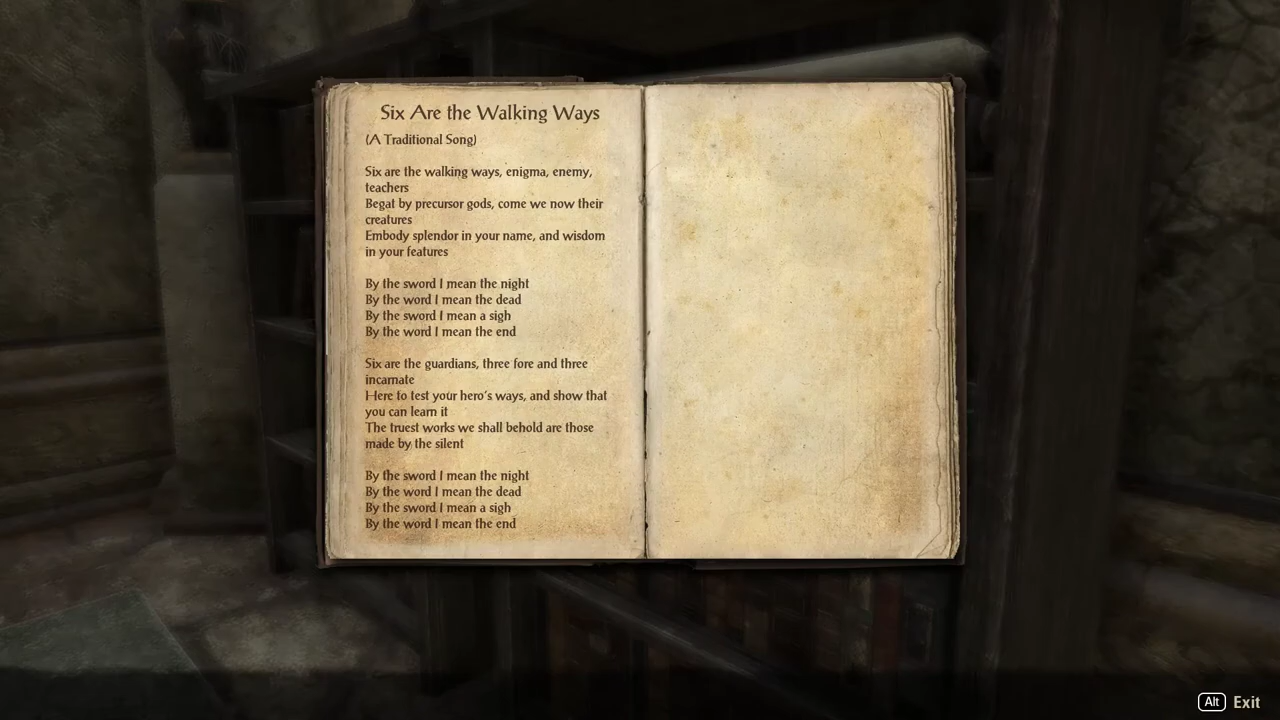 Six Are the Walking Ways
(A Traditional Song)
Six are the walking ways, enigma, enemy,
teachers
Begat by precursor gods, come we now their
creatures
Embody splendor in your name, and wisdom
in your features
By the sword I mean the night
By the word I mean the dead
By the sword I mean a sigh
By the word I mean the end
Six are the guardians, three fore and three
incarnate
Here to test your hero's ways, and show that
you can learn it
The truest works we shall behold are those
made by the silent
By the sword I mean the night
By the word I mean the dead
By the sword I mean a sigh
By the word I mean the end
Alt Exit